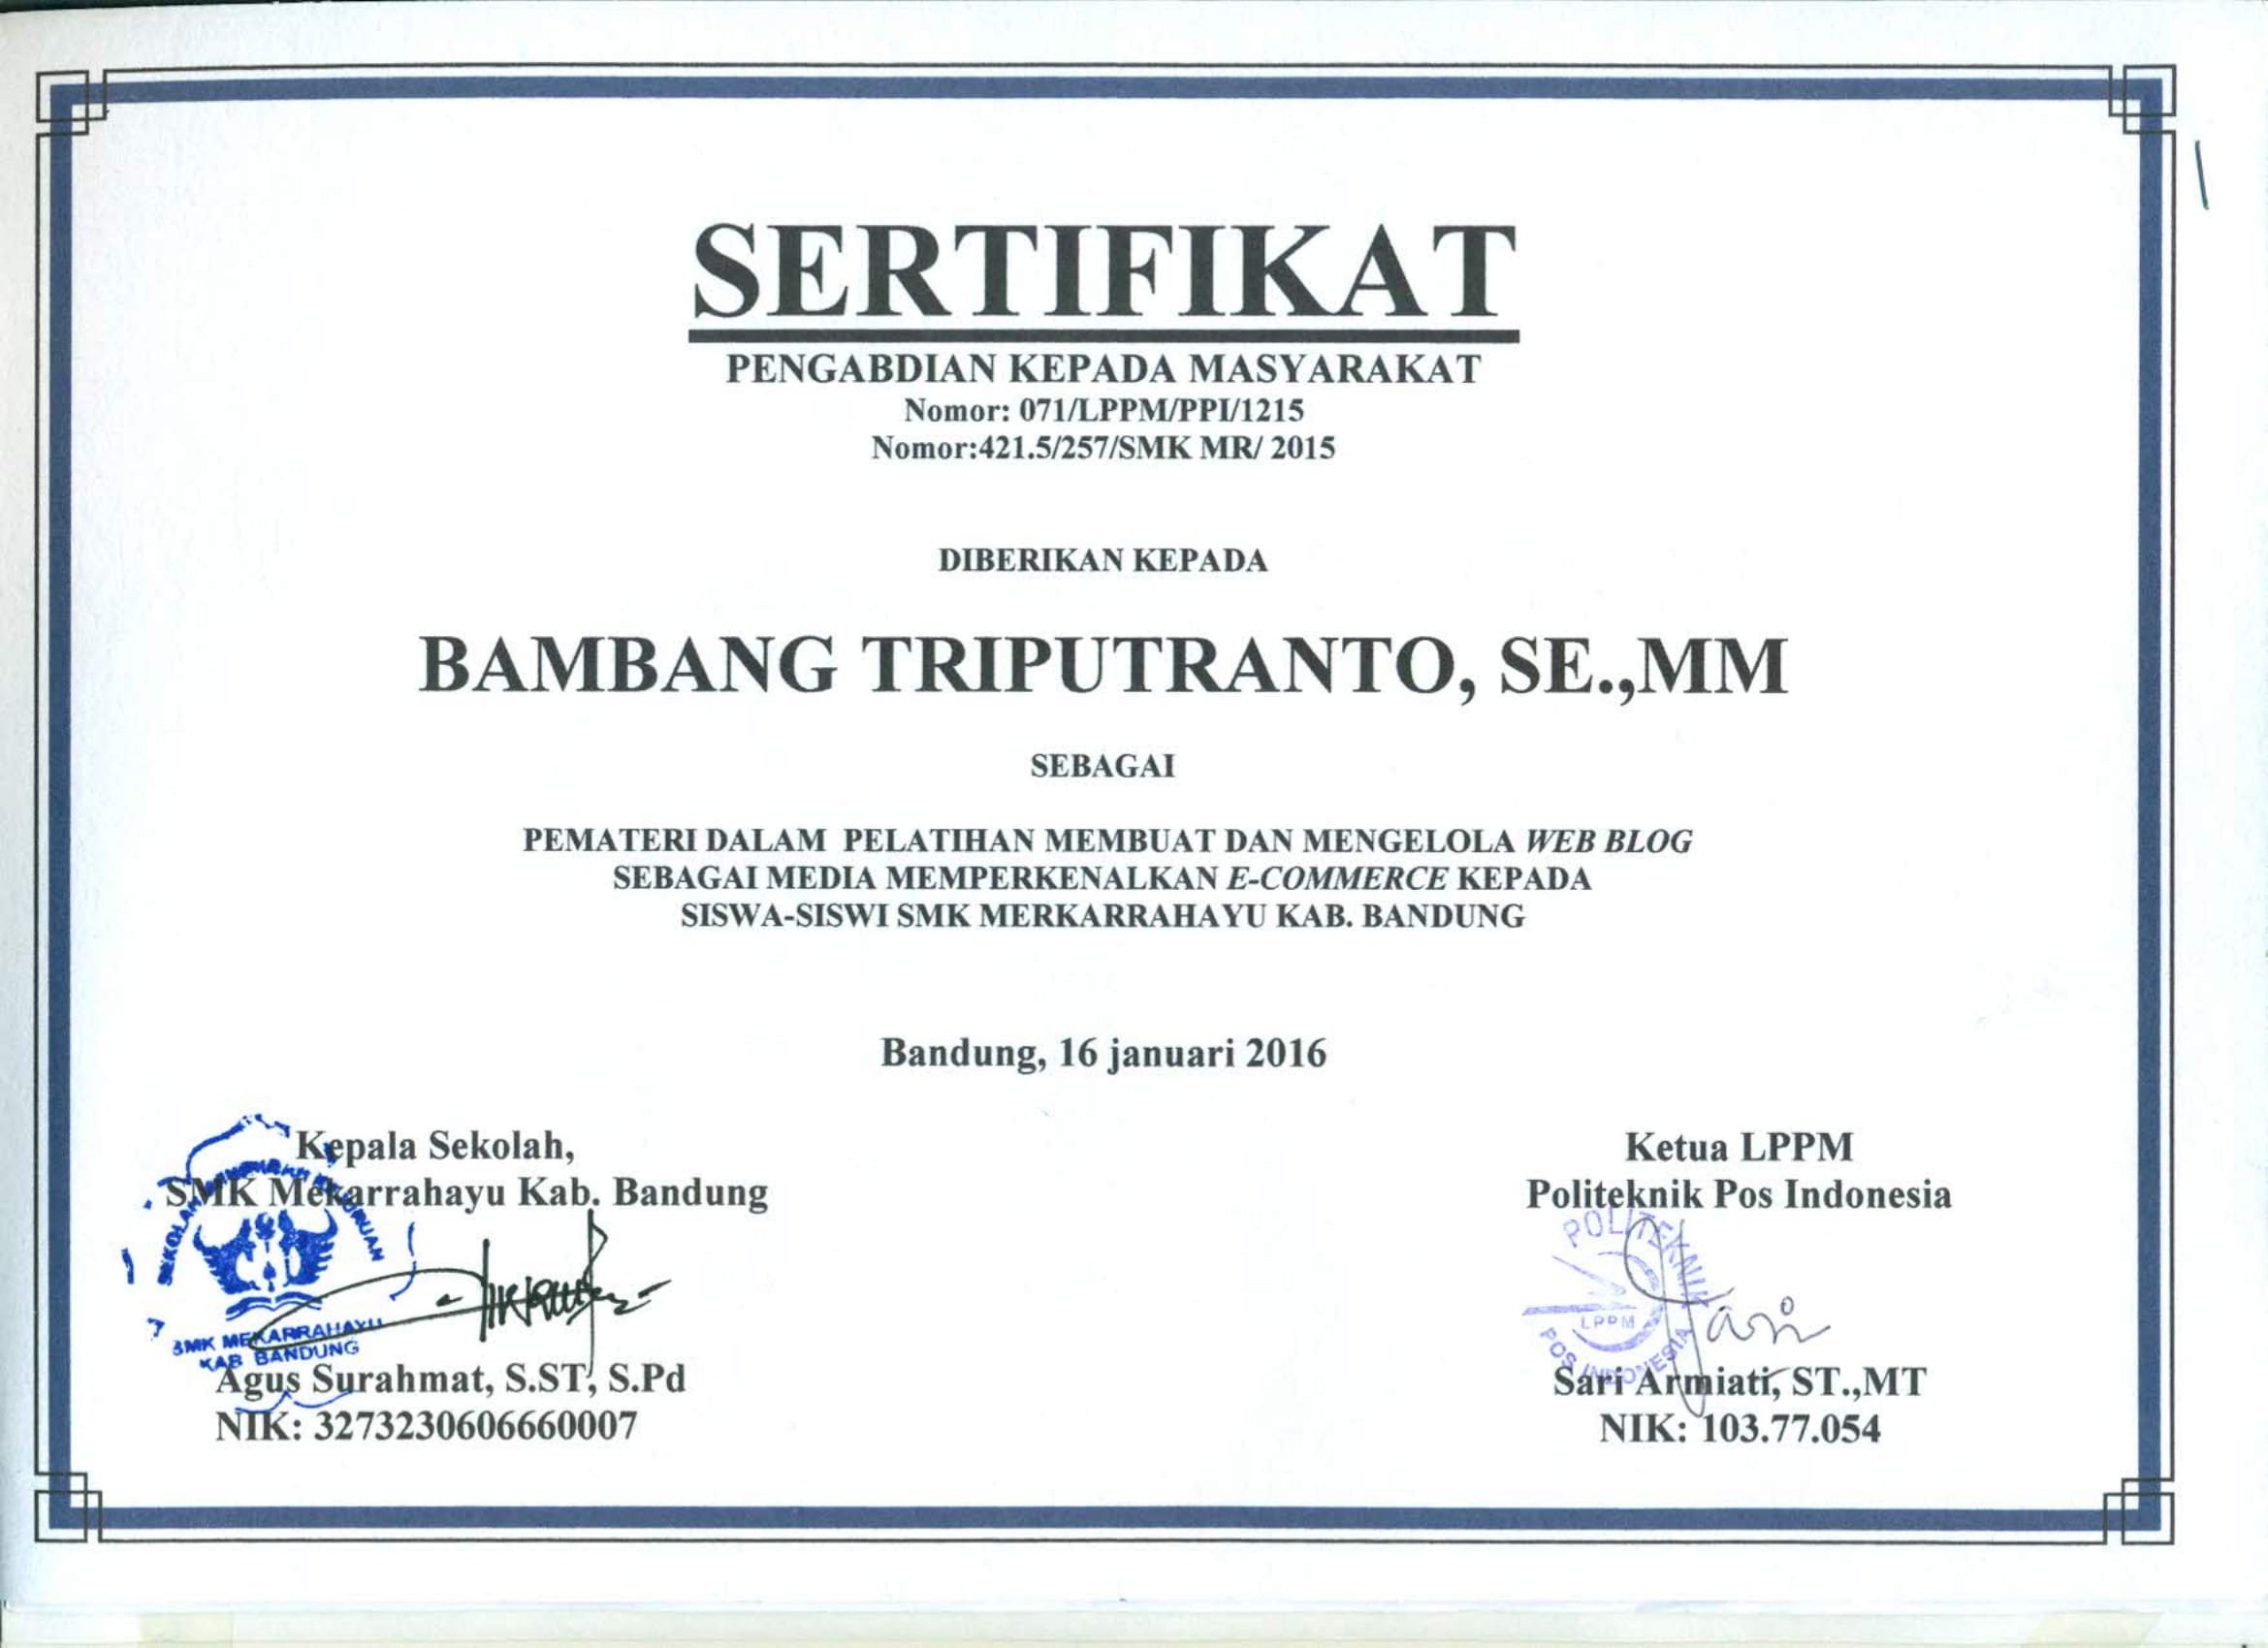 SERTIFIKAT
PENGABDIAN KEPADA MASYARAKAT
Nomor: 071/LPPM/PPI/1215
Nomor:421.5/257/SMK MR/ 2015
DIBERIKAN KEPADA
BAMBANG TRIPUTRANTO, SE.,MM
SEBAGAI
PEMATERI DALAM PELATIHAN MEMBUAT DAN MENGELOLA WEB BLOG
SEBAGAI MEDIA MEMPERKENALKAN E-COMMERCE KEPADA
SISWA-SISWI SMK MERKARRAHAYU KAB. BANDUNG
Bandung, 16 januari 2016
Kepala Sekolah,
SMK Mekarrahayu Kab. Bandung
SEKOLAH MENENGAH KEJURUAN
SMK MEKARRAHAYU
KAB BANDUNG
Agus Surahmat, S.ST, S.Pd
NIK: 3273230606660007
Ketua LPPM
Politeknik Pos Indonesia
POLITEKNIK
LPPM
POS INDONESIA
Sari Armiati, ST.,MT
NIK: 103.77.054